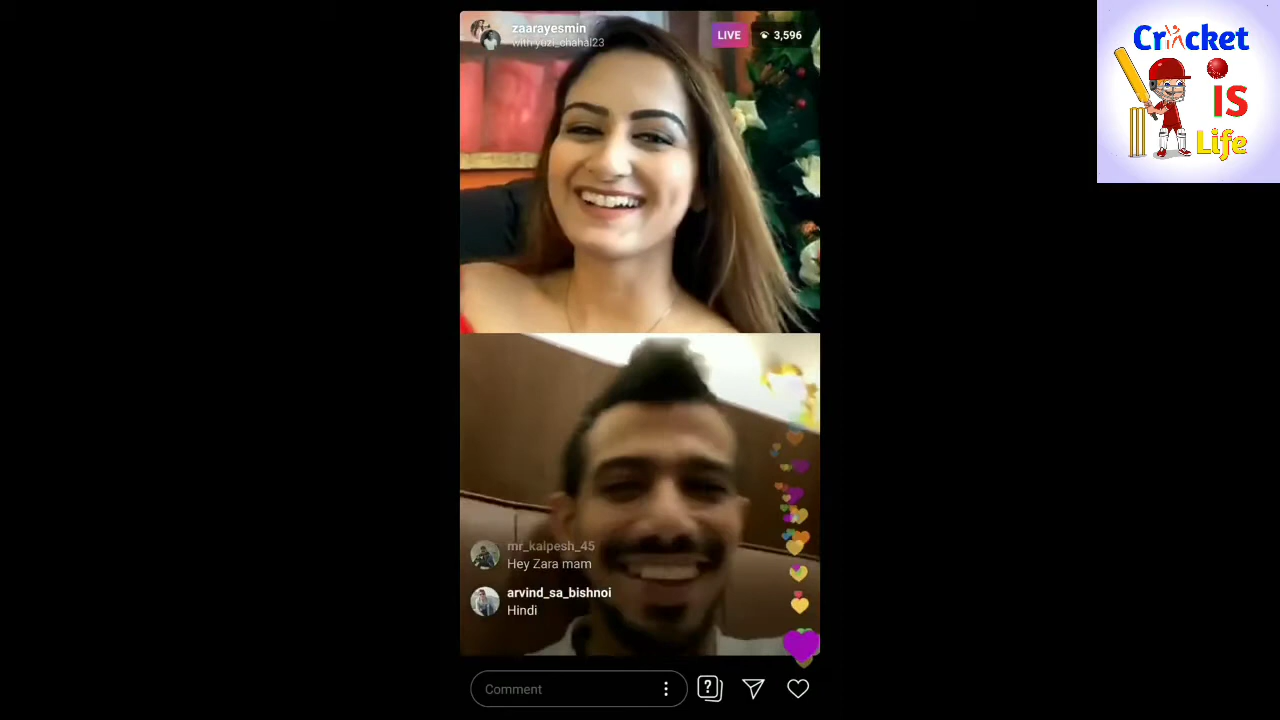 zaarayesmin
with yuzi_chahal23
LIVE
3,596
Cricket
IS
Life
mr_kalpesh_45
Hey Zara mam
arvind_sa_bishnoi
Hindi
Comment